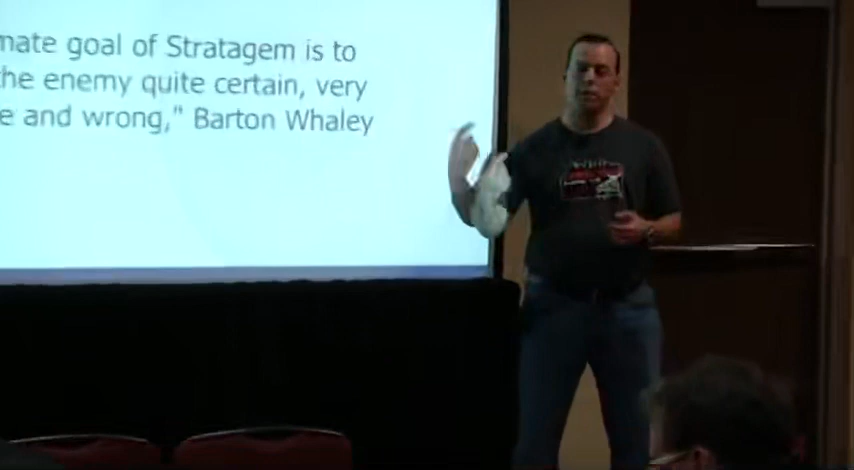 mate goal of Stratagem is to
the enemy quite certain, very
e and wrong," Barton Whaley